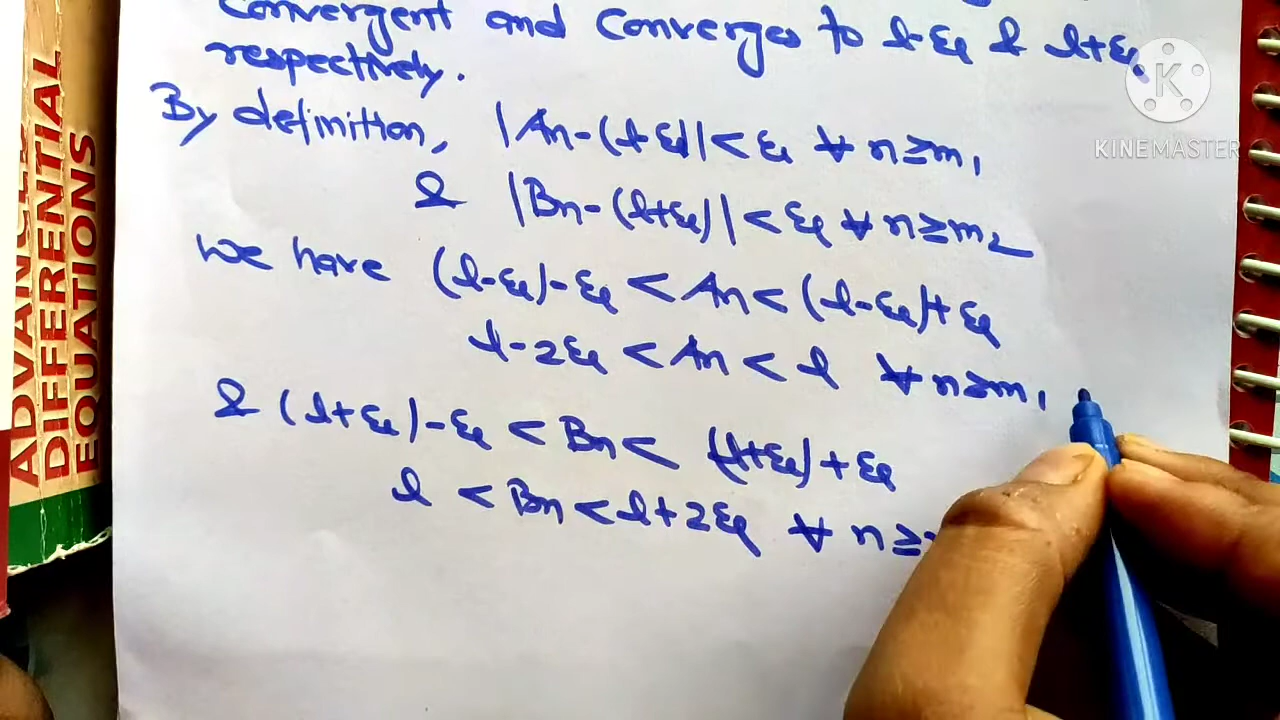 convergent and converges to l-ε₁ & l+ε₁
respectively.
By definition, |An-(l+ε₁)|<ε₁ ∀ n≥m₁
& |Bn-(l+ε₁)|<ε₁ ∀ n≥m₂
We have (l-ε₁)-ε₁ < An < (l-ε₁)+ε₁
l-2ε₁ < An < l ∀ n≥m₁
& (l+ε₁)-ε₁ < Bn < (l+ε₁)+ε₁
l < Bn < l+2ε₁ ∀ n≥
K
KINEMASTER
ADVANCED
DIFFERENTIAL
EQUATIONS